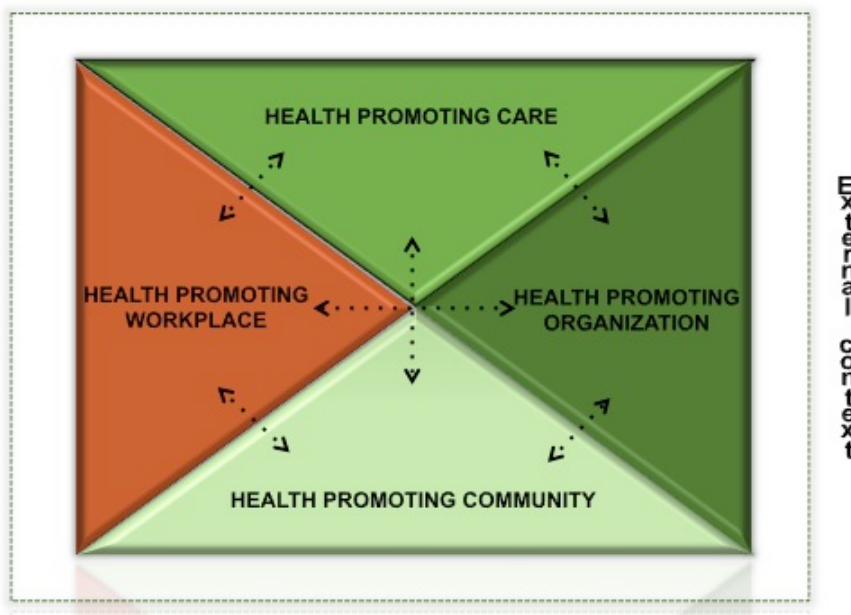 HEALTH PROMOTING CARE
HEALTH PROMOTING
WORKPLACE
HEALTH PROMOTING
ORGANIZATION
HEALTH PROMOTING COMMUNITY
External context